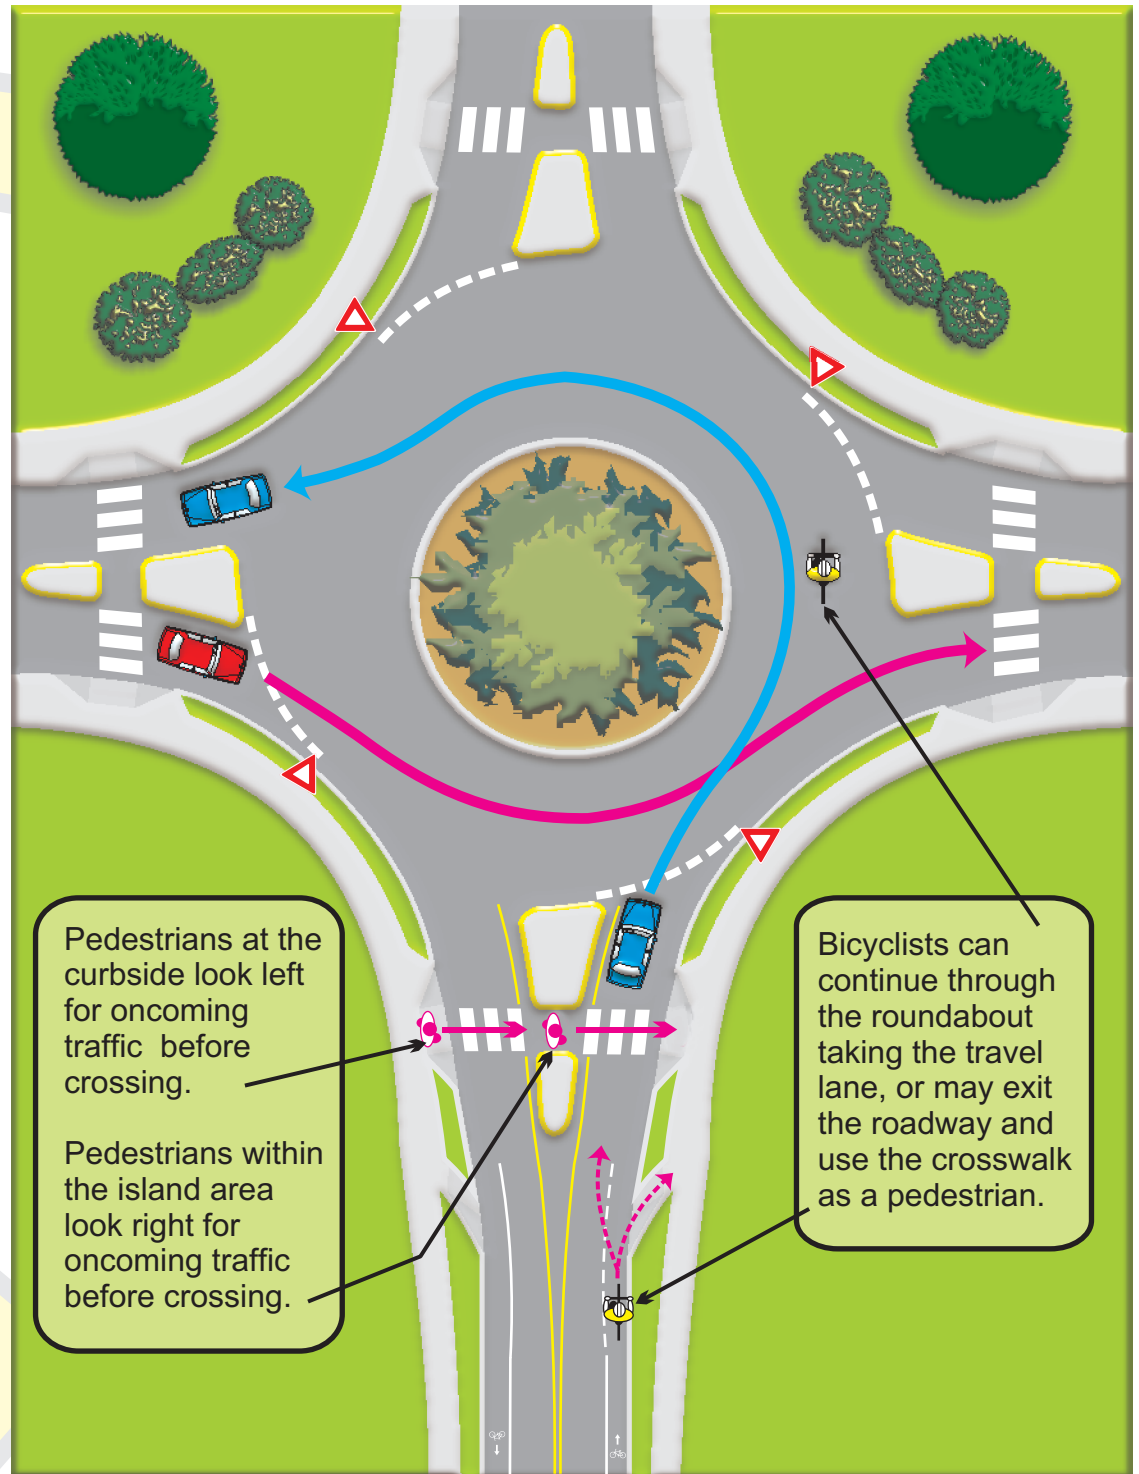 Pedestrians at the
curbside look left
for oncoming
traffic before
crossing.
Pedestrians within
the island area
look right for
oncoming traffic
before crossing.
Bicyclists can
continue through
the roundabout
taking the travel
lane, or may exit
the roadway and
use the crosswalk
as a pedestrian.